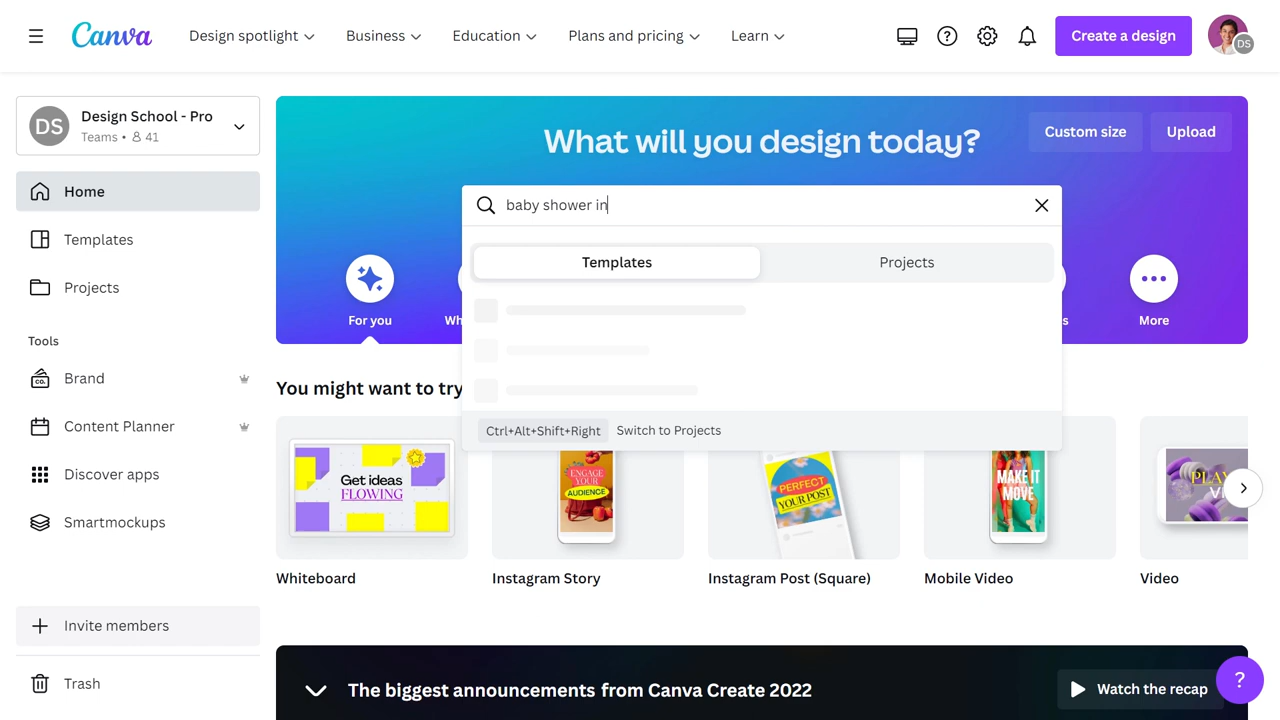 Canva
Design spotlight
Business
Education
Plans and pricing
Learn
Create a design
DS
DS
Design School - Pro
Teams • 41
Home
Templates
Projects
Tools
Brand
Content Planner
Discover apps
Smartmockups
Invite members
Trash
What will you design today?
Custom size
Upload
baby shower in
Templates
Projects
For you
Wh
s
More
Ctrl+Alt+Shift+Right Switch to Projects
You might want to try
Get ideas
FLOWING
ENGAGE
YOUR
AUDIENCE
PERFECT
YOUR POST
MAKE IT
MOVE
Whiteboard
Instagram Story
Instagram Post (Square)
Mobile Video
Video
The biggest announcements from Canva Create 2022
Watch the recap
?